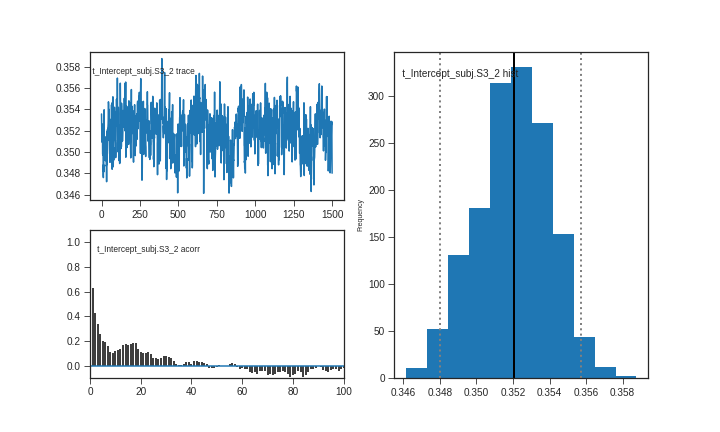 t_Intercept_subj.S3_2 trace
0.358
0.356
0.354
0.352
0.350
0.348
0.346
0 250 500 750 1000 1250 1500
t_Intercept_subj.S3_2 acorr
1.0
0.8
0.6
0.4
0.2
0.0
0 20 40 60 80 100
t_Intercept_subj.S3_2 hist
Frequency
300
250
200
150
100
50
0
0.346 0.348 0.350 0.352 0.354 0.356 0.358